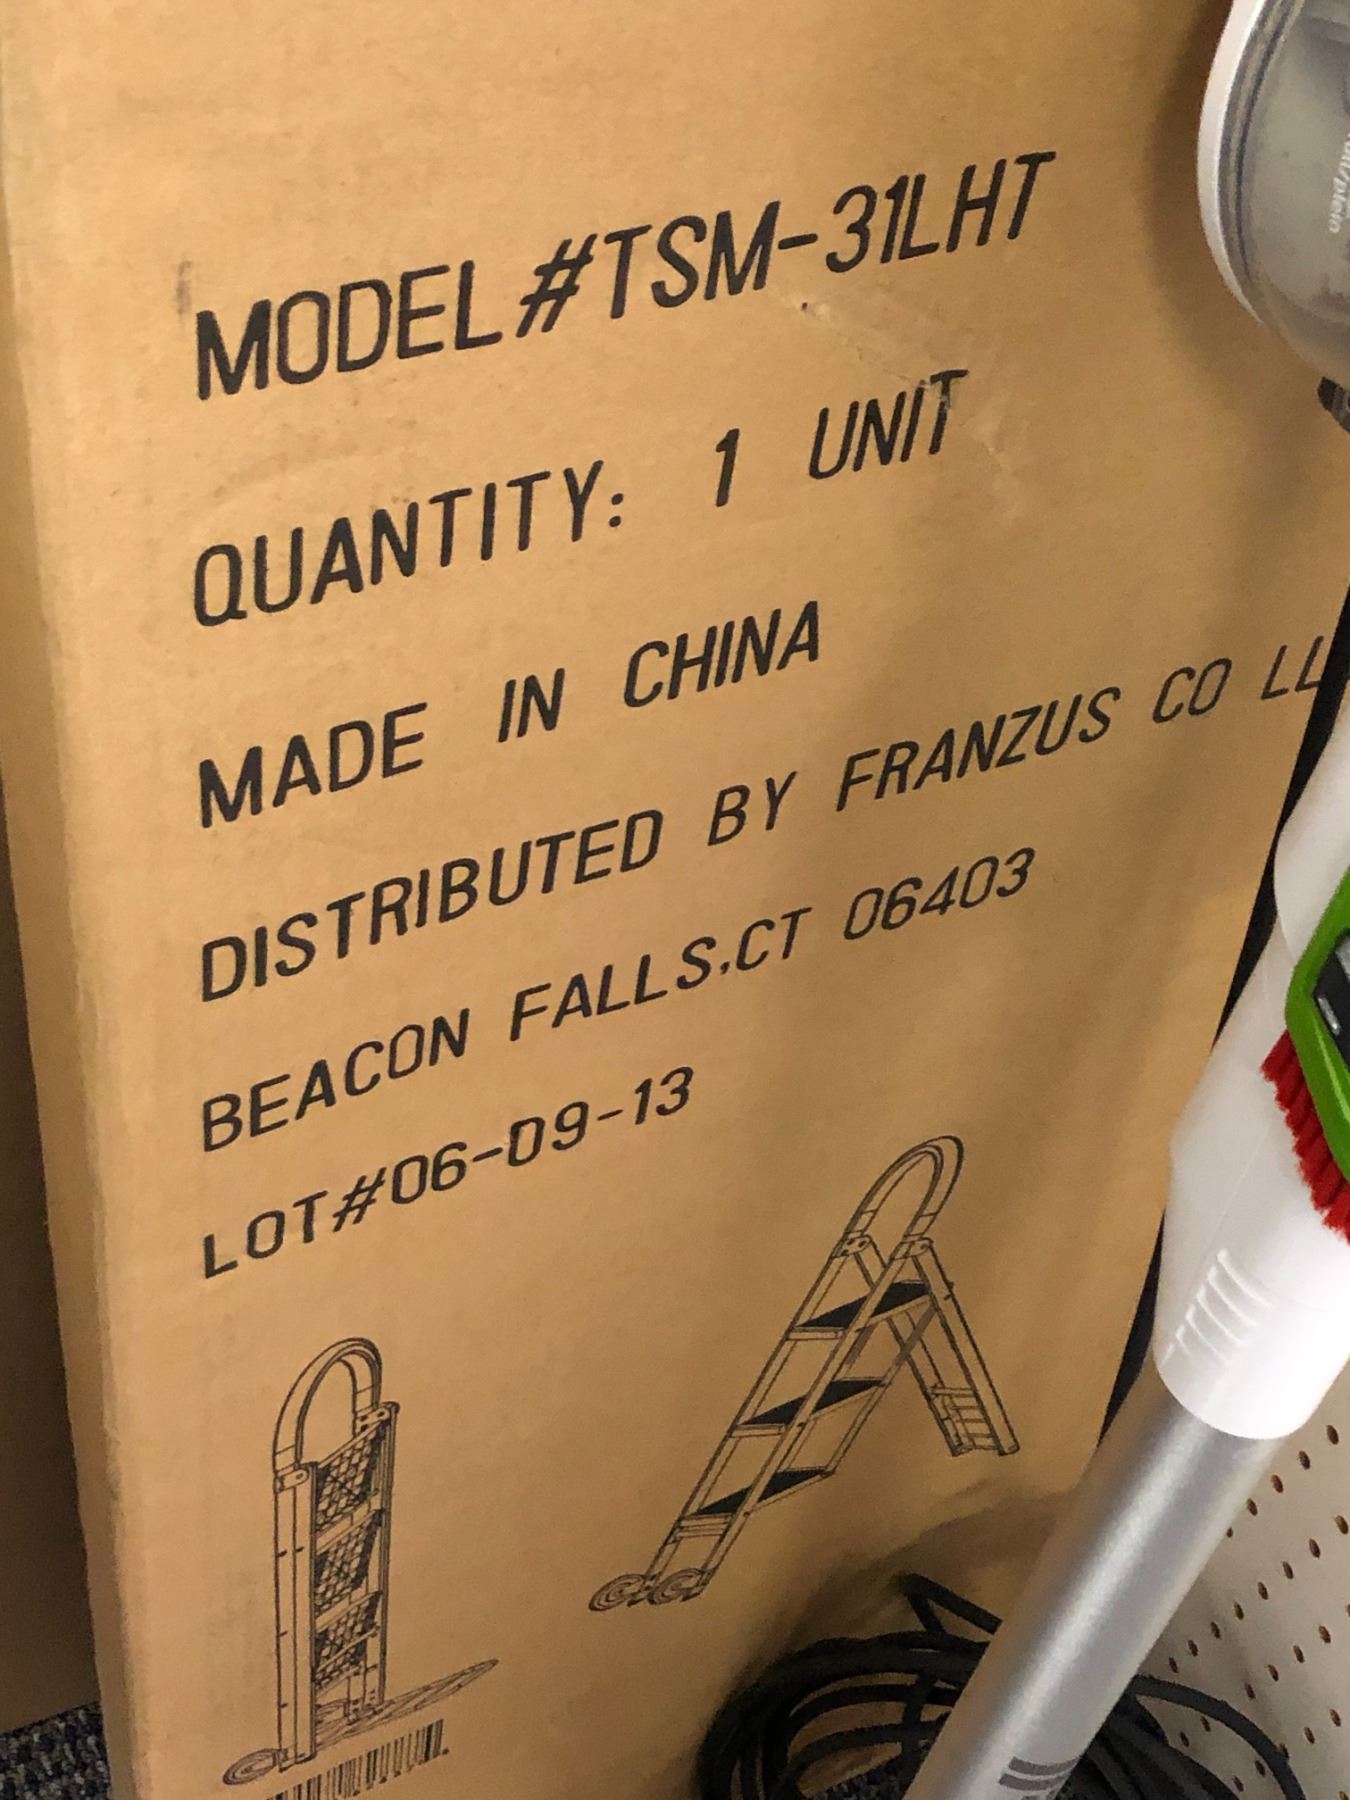 MODEL#TSM-31LHT
QUANTITY: 1 UNIT
MADE IN CHINA
DISTRIBUTED BY FRANZUS CO LL
BEACON FALLS.CT 06403
LOT#06-09-13